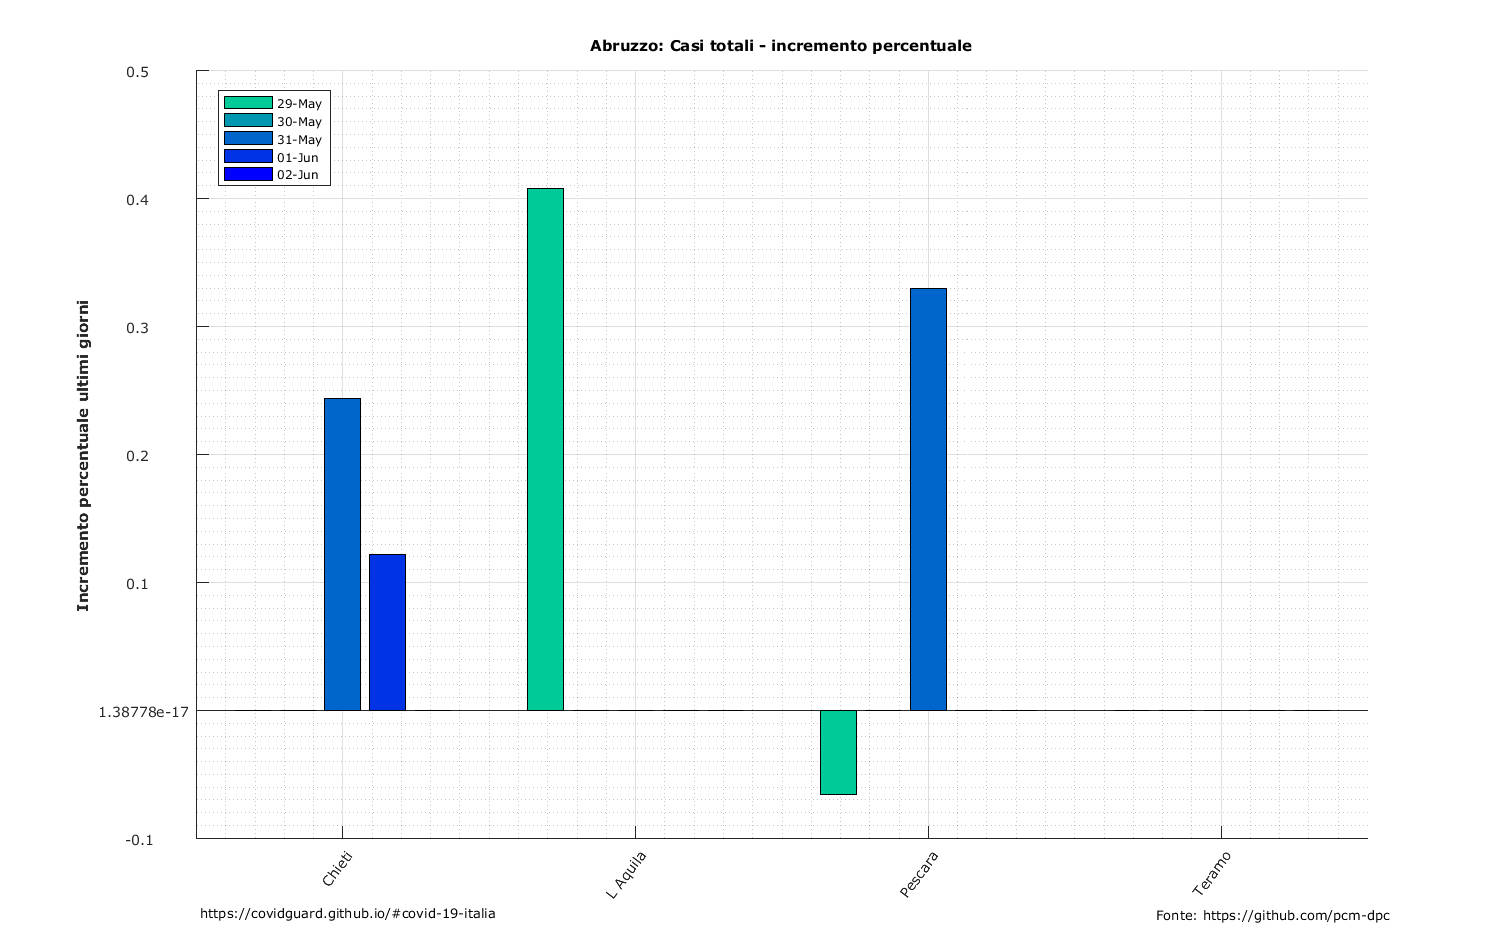 Abruzzo: Casi totali - incremento percentuale
0.5
0.4
0.3
0.2
0.1
1.38778e-17
-0.1
Incremento percentuale ultimi giorni
29-May
30-May
31-May
01-Jun
02-Jun
Chieti
L Aquila
Pescara
Teramo
https://covidguard.github.io/#covid-19-italia
Fonte: https://github.com/pcm-dpc